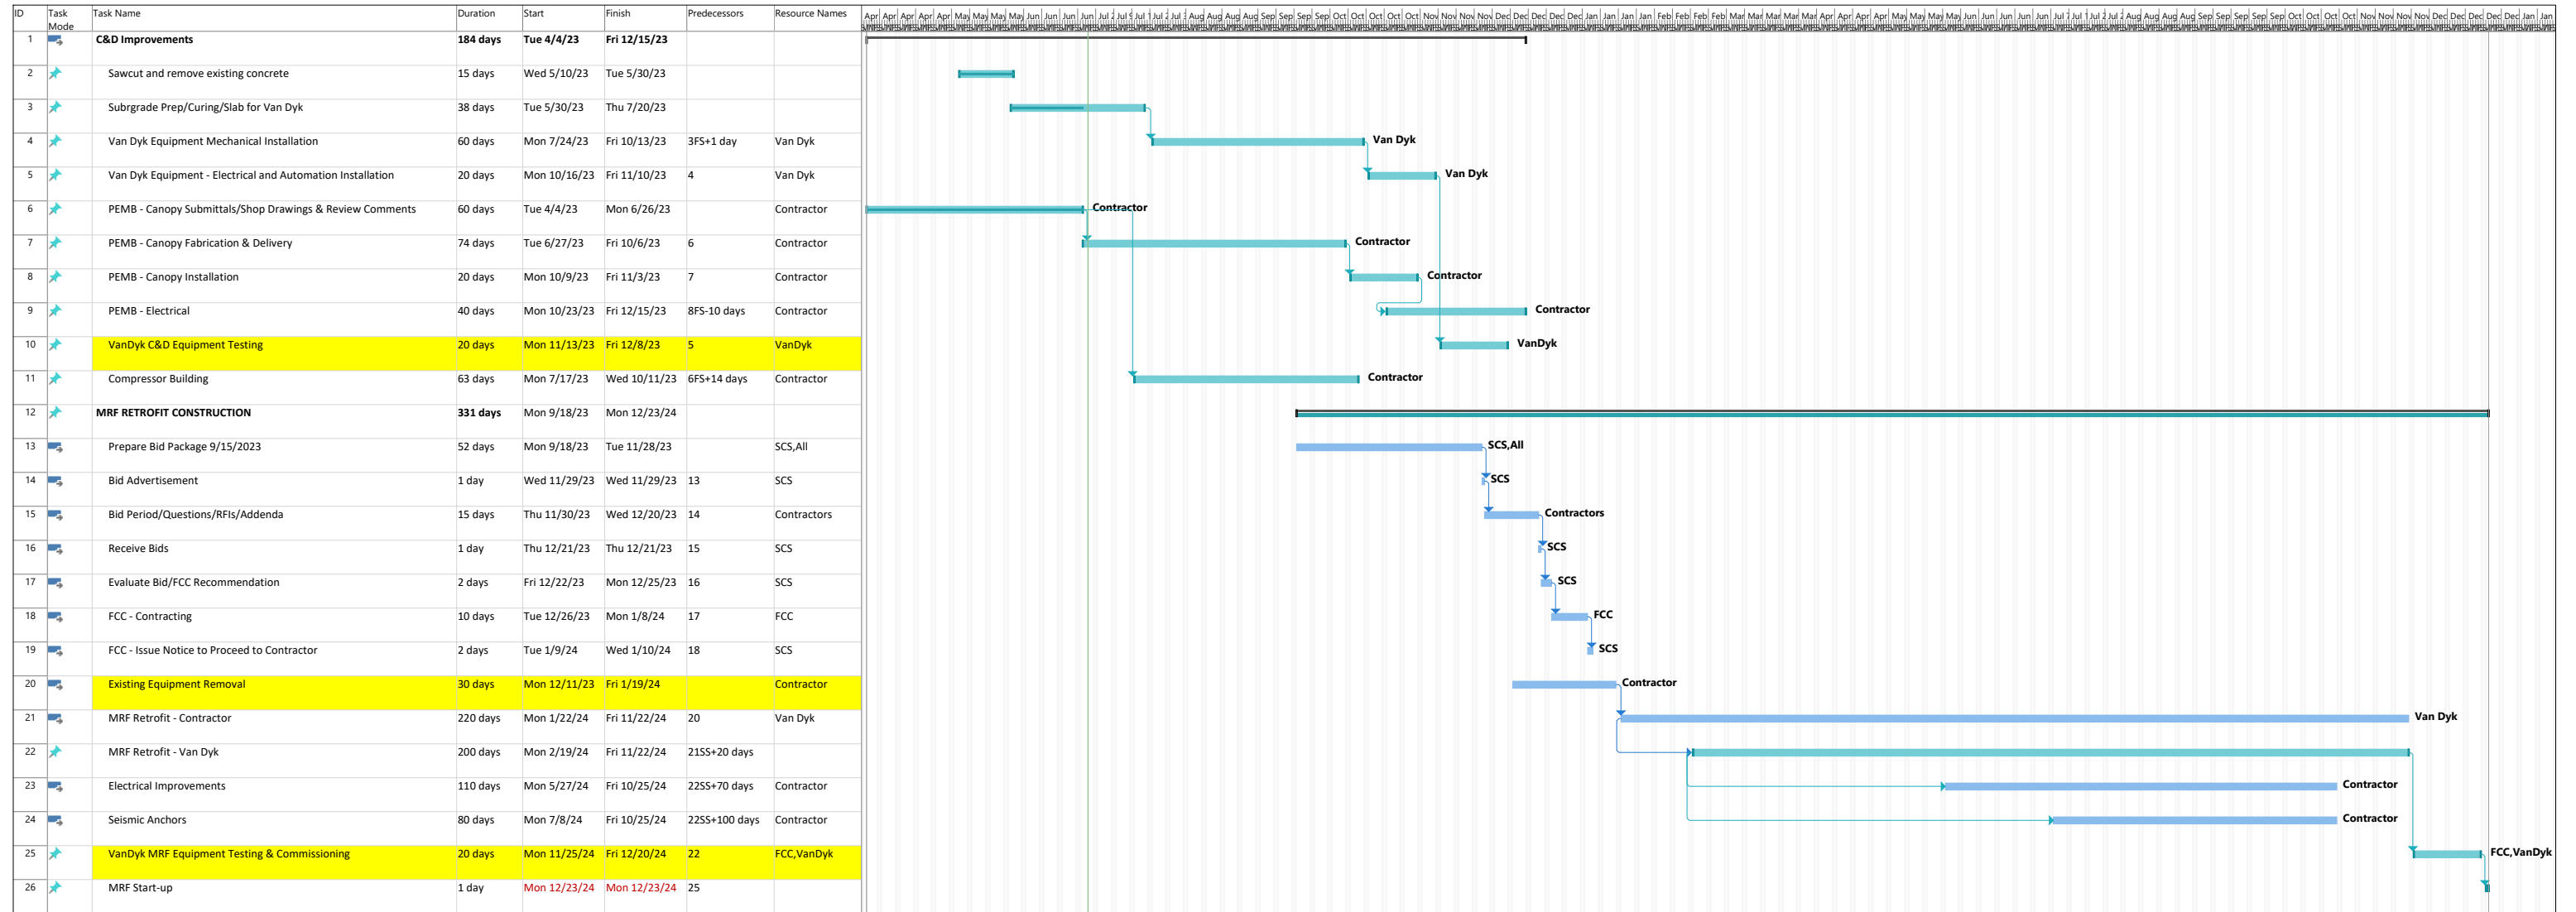 ID Task Mode Task Name Duration Start Finish Predecessors Resource Names
1 C&D Improvements 184 days Tue 4/4/23 Fri 12/15/23
2 Sawcut and remove existing concrete 15 days Wed 5/10/23 Tue 5/30/23
3 Subrgrade Prep/Curing/Slab for Van Dyk 38 days Tue 5/30/23 Thu 7/20/23
4 Van Dyk Equipment Mechanical Installation 60 days Mon 7/24/23 Fri 10/13/23 3FS+1 day Van Dyk Van Dyk
5 Van Dyk Equipment - Electrical and Automation Installation 20 days Mon 10/16/23 Fri 11/10/23 4 Van Dyk Van Dyk
6 PEMB - Canopy Submittals/Shop Drawings & Review Comments 60 days Tue 4/4/23 Mon 6/26/23 Contractor Contractor
7 PEMB - Canopy Fabrication & Delivery 74 days Tue 6/27/23 Fri 10/6/23 6 Contractor Contractor
8 PEMB - Canopy Installation 20 days Mon 10/9/23 Fri 11/3/23 7 Contractor Contractor
9 PEMB - Electrical 40 days Mon 10/23/23 Fri 12/15/23 8FS-10 days Contractor Contractor
10 VanDyk C&D Equipment Testing 20 days Mon 11/13/23 Fri 12/8/23 5 VanDyk VanDyk
11 Compressor Building 63 days Mon 7/17/23 Wed 10/11/23 6FS+14 days Contractor Contractor
12 MRF RETROFIT CONSTRUCTION 331 days Mon 9/18/23 Mon 12/23/24
13 Prepare Bid Package 9/15/2023 52 days Mon 9/18/23 Tue 11/28/23 SCS,All SCS,All
14 Bid Advertisement 1 day Wed 11/29/23 Wed 11/29/23 13 SCS SCS
15 Bid Period/Questions/RFIs/Addenda 15 days Thu 11/30/23 Wed 12/20/23 14 Contractors Contractors
16 Receive Bids 1 day Thu 12/21/23 Thu 12/21/23 15 SCS SCS
17 Evaluate Bid/FCC Recommendation 2 days Fri 12/22/23 Mon 12/25/23 16 SCS SCS
18 FCC - Contracting 10 days Tue 12/26/23 Mon 1/8/24 17 FCC FCC
19 FCC - Issue Notice to Proceed to Contractor 2 days Tue 1/9/24 Wed 1/10/24 18 SCS SCS
20 Existing Equipment Removal 30 days Mon 12/11/23 Fri 1/19/24 Contractor Contractor
21 MRF Retrofit - Contractor 220 days Mon 1/22/24 Fri 11/22/24 20 Van Dyk Van Dyk
22 MRF Retrofit - Van Dyk 200 days Mon 2/19/24 Fri 11/22/24 21SS+20 days
23 Electrical Improvements 110 days Mon 5/27/24 Fri 10/25/24 22SS+70 days Contractor Contractor
24 Seismic Anchors 80 days Mon 7/8/24 Fri 10/25/24 22SS+100 days Contractor Contractor
25 VanDyk MRF Equipment Testing & Commissioning 20 days Mon 11/25/24 Fri 12/20/24 22 FCC,VanDyk FCC,VanDyk
26 MRF Start-up 1 day Mon 12/23/24 Mon 12/23/24 25